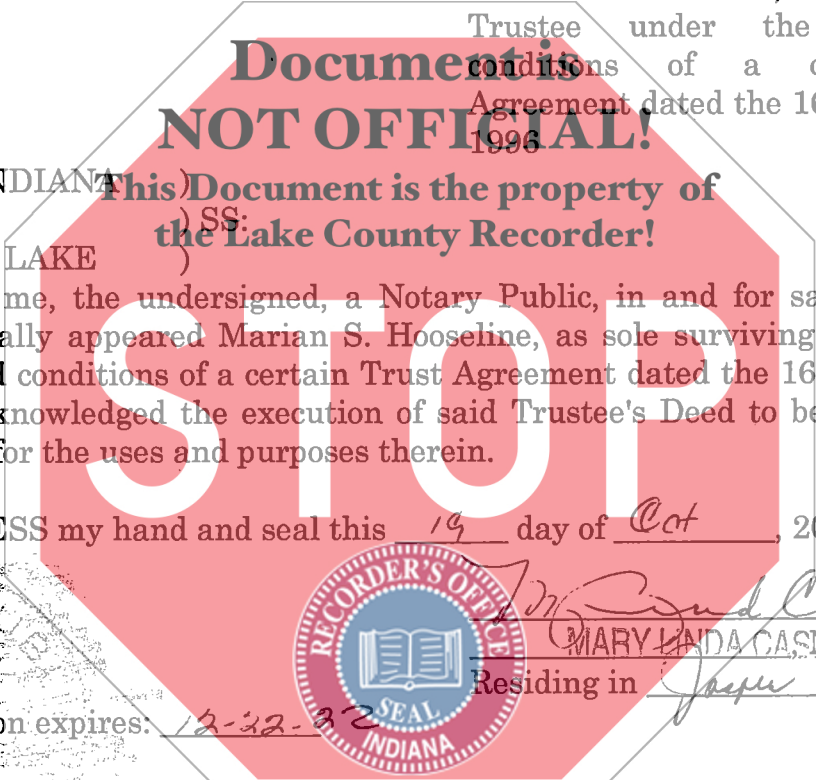 Trustee under the
conditions of a
Agreement dated the 16
1996
Document is
NOT OFFICIAL!
This Document is the property of
the Lake County Recorder!
NDIANA )
) SS:
LAKE )
me, the undersigned, a Notary Public, in and for sa
ally appeared Marian S. Hooseline, as sole surviving
conditions of a certain Trust Agreement dated the 16
knowledged the execution of said Trustee's Deed to be
for the uses and purposes therein.
STOP
ESS my hand and seal this 19 day of Oct, 20
MARY LINDA CASN
Residing in Jasper
n expires: 12-22-22
RECORDER'S OFFICE
SEAL
INDIANA